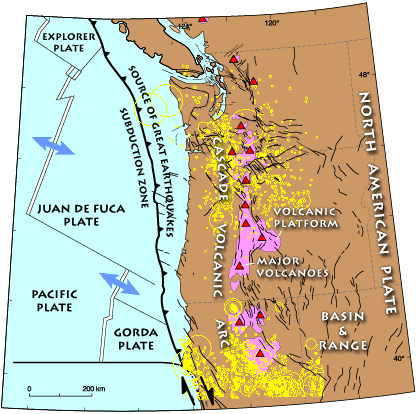 124°
120°
EXPLORER
PLATE
48°
SOURCE OF GREAT EARTHQUAKES
SUBDUCTION ZONE
NORTH AMERICAN PLATE
CASCADE VOLCANIC ARC
JUAN DE FUCA
PLATE
VOLCANIC
PLATFORM
MAJOR
VOLCANOES
PACIFIC
PLATE
GORDA
PLATE
BASIN
&
RANGE
40°
0
200 km